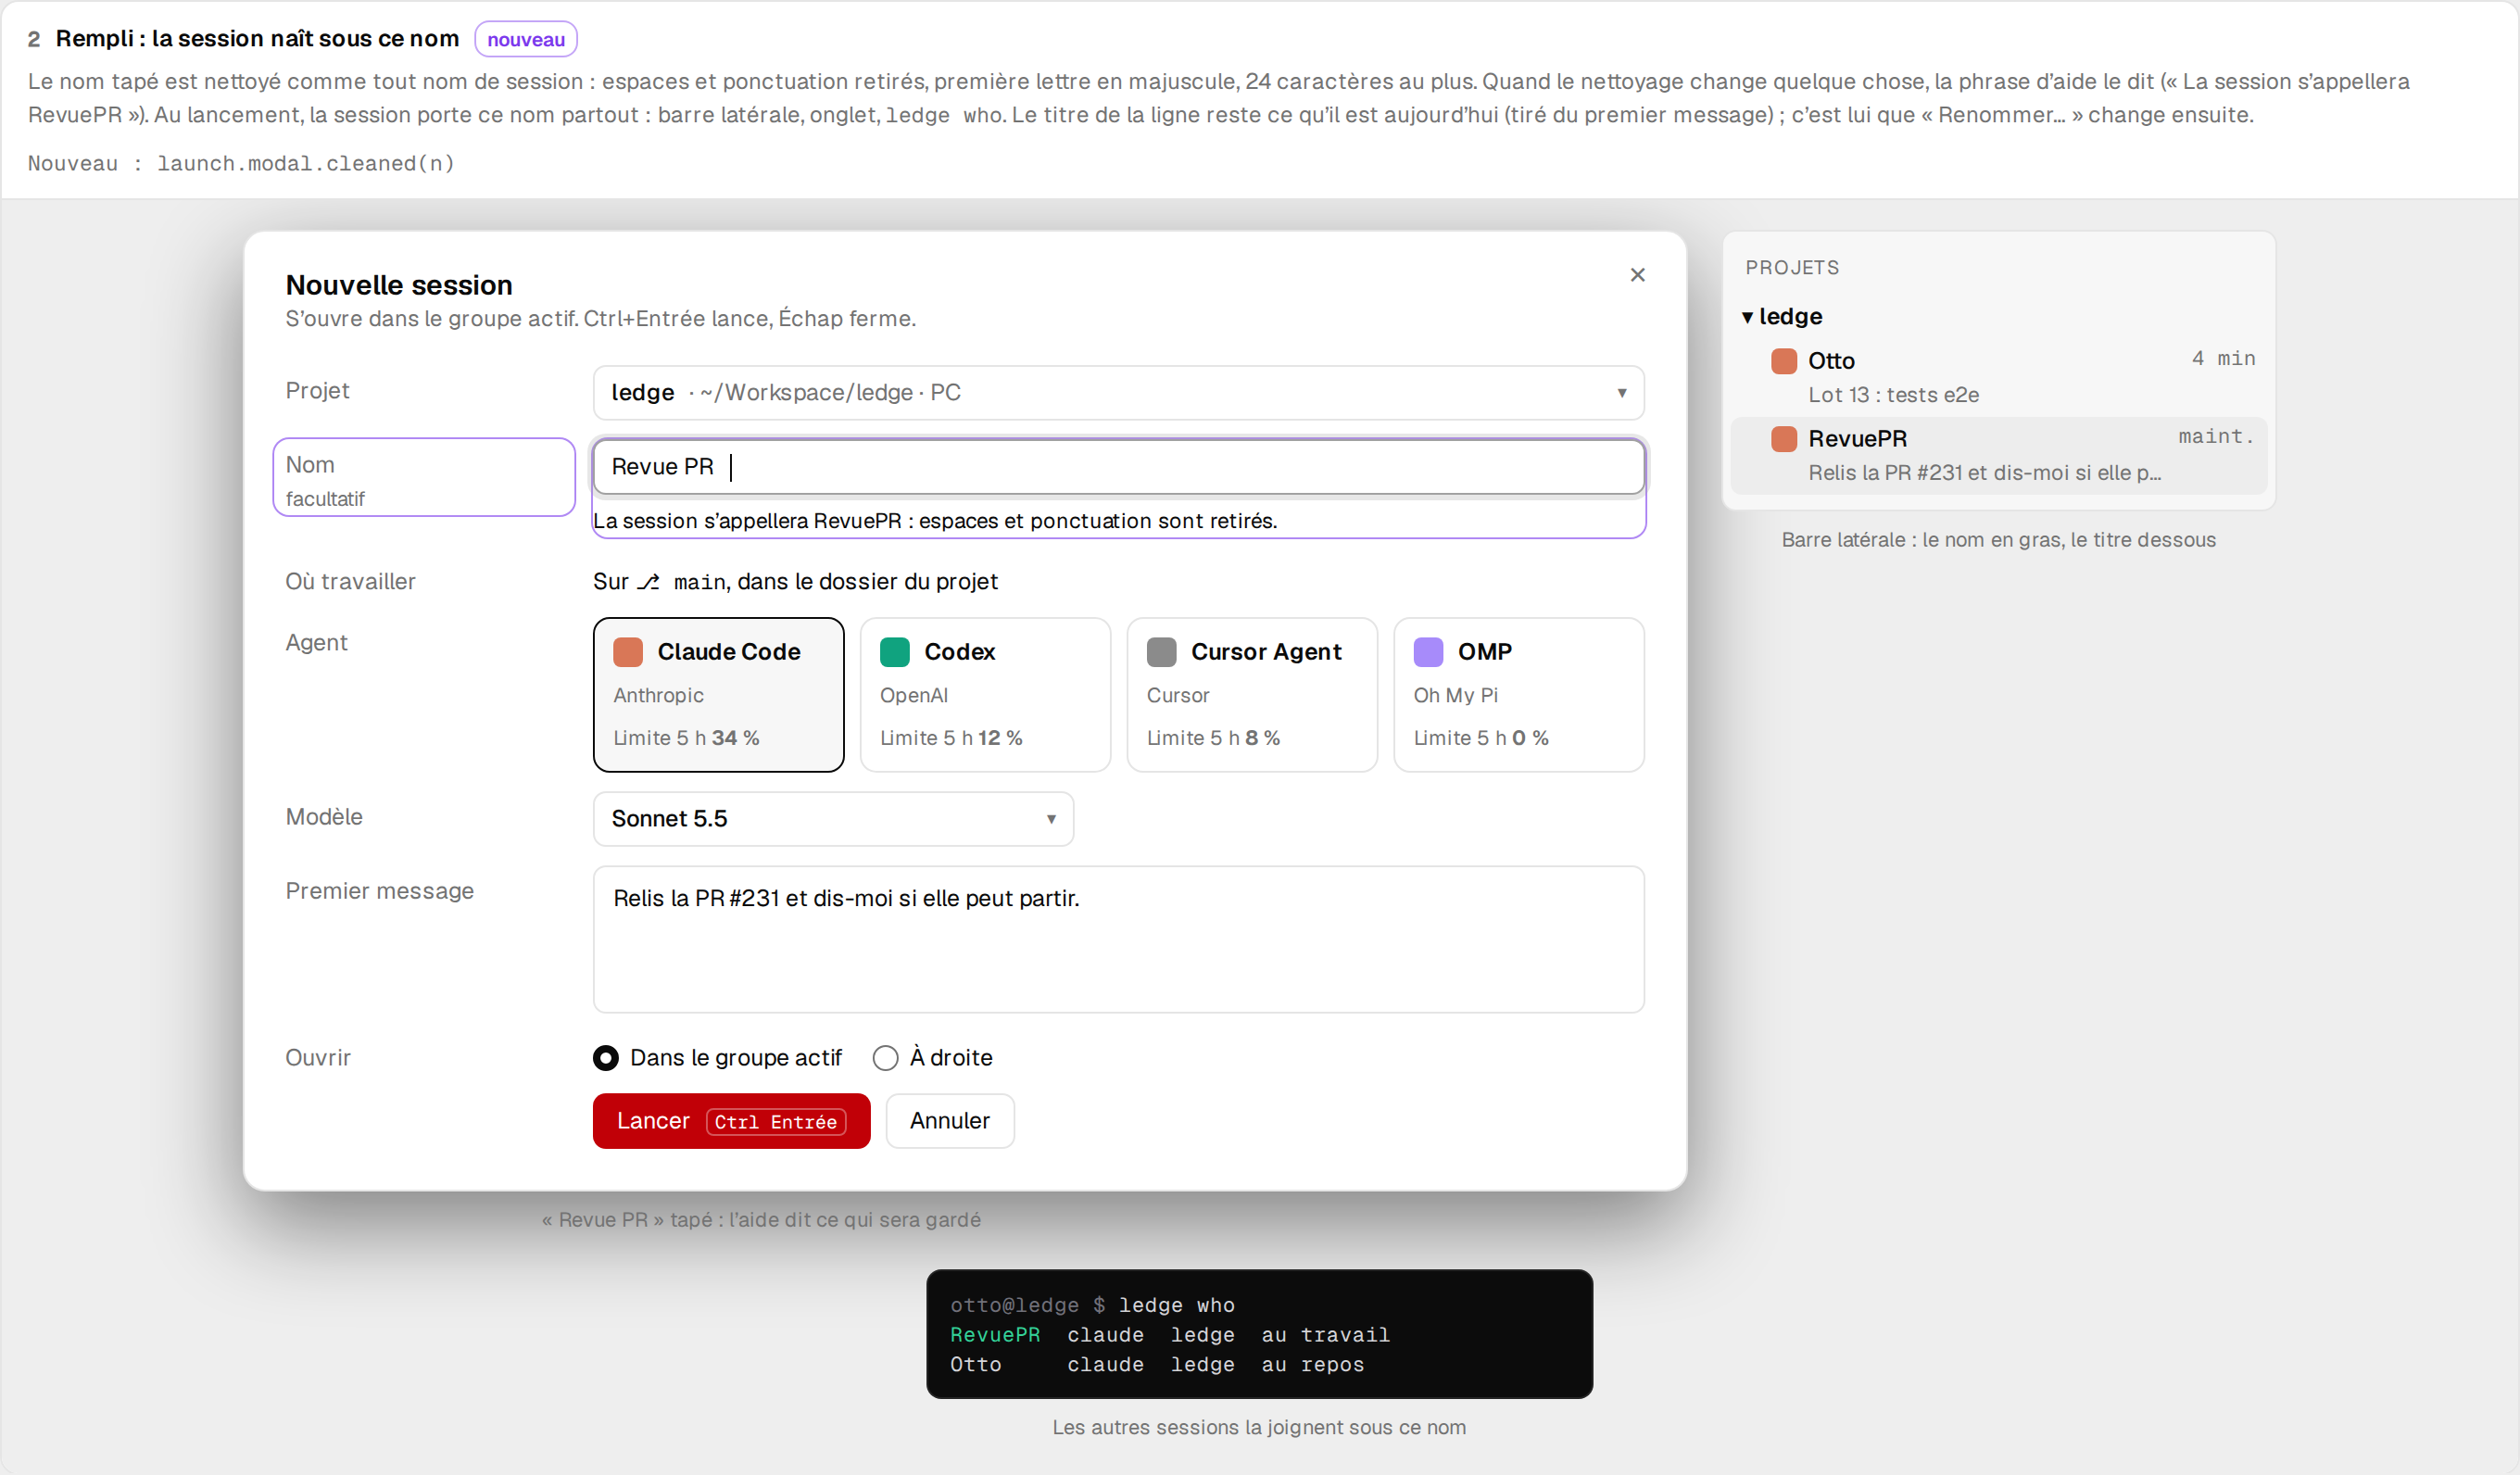 2 Rempli : la session naît sous ce nom nouveau
Le nom tapé est nettoyé comme tout nom de session : espaces et ponctuation retirés, première lettre en majuscule, 24 caractères au plus. Quand le nettoyage change quelque chose, la phrase d’aide le dit (« La session s’appellera
RevuePR »). Au lancement, la session porte ce nom partout : barre latérale, onglet, ledge who. Le titre de la ligne reste ce qu’il est aujourd’hui (tiré du premier message) ; c’est lui que « Renommer… » change ensuite.
Nouveau : launch.modal.cleaned(n)
Nouvelle session
×
S’ouvre dans le groupe actif. Ctrl+Entrée lance, Échap ferme.
Projet
ledge · ~/Workspace/ledge · PC ▾
Nom
facultatif
Revue PR
La session s’appellera RevuePR : espaces et ponctuation sont retirés.
Où travailler
Sur ⎇ main, dans le dossier du projet
Agent
Claude Code
Anthropic
Limite 5 h 34 %
Codex
OpenAI
Limite 5 h 12 %
Cursor Agent
Cursor
Limite 5 h 8 %
OMP
Oh My Pi
Limite 5 h 0 %
Modèle
Sonnet 5.5 ▾
Premier message
Relis la PR #231 et dis-moi si elle peut partir.
Ouvrir
Dans le groupe actif
À droite
Lancer Ctrl Entrée
Annuler
« Revue PR » tapé : l’aide dit ce qui sera gardé
PROJETS
▾ ledge
Otto 4 min
Lot 13 : tests e2e
RevuePR maint.
Relis la PR #231 et dis-moi si elle p…
Barre latérale : le nom en gras, le titre dessous
otto@ledge $ ledge who
RevuePR claude ledge au travail
Otto claude ledge au repos
Les autres sessions la joignent sous ce nom